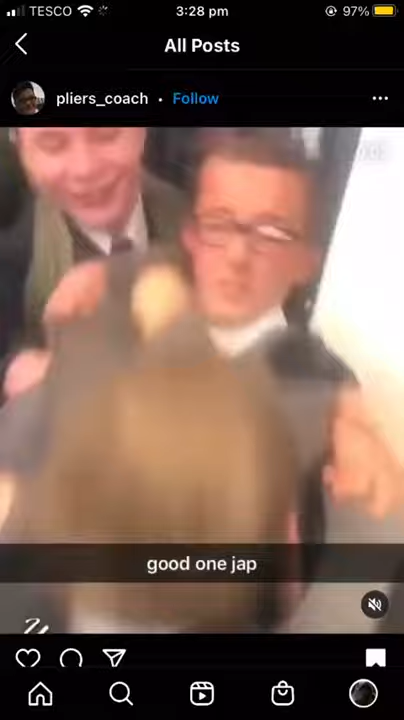 TESCO
3:28 pm
97%
All Posts
pliers_coach • Follow
good one jap